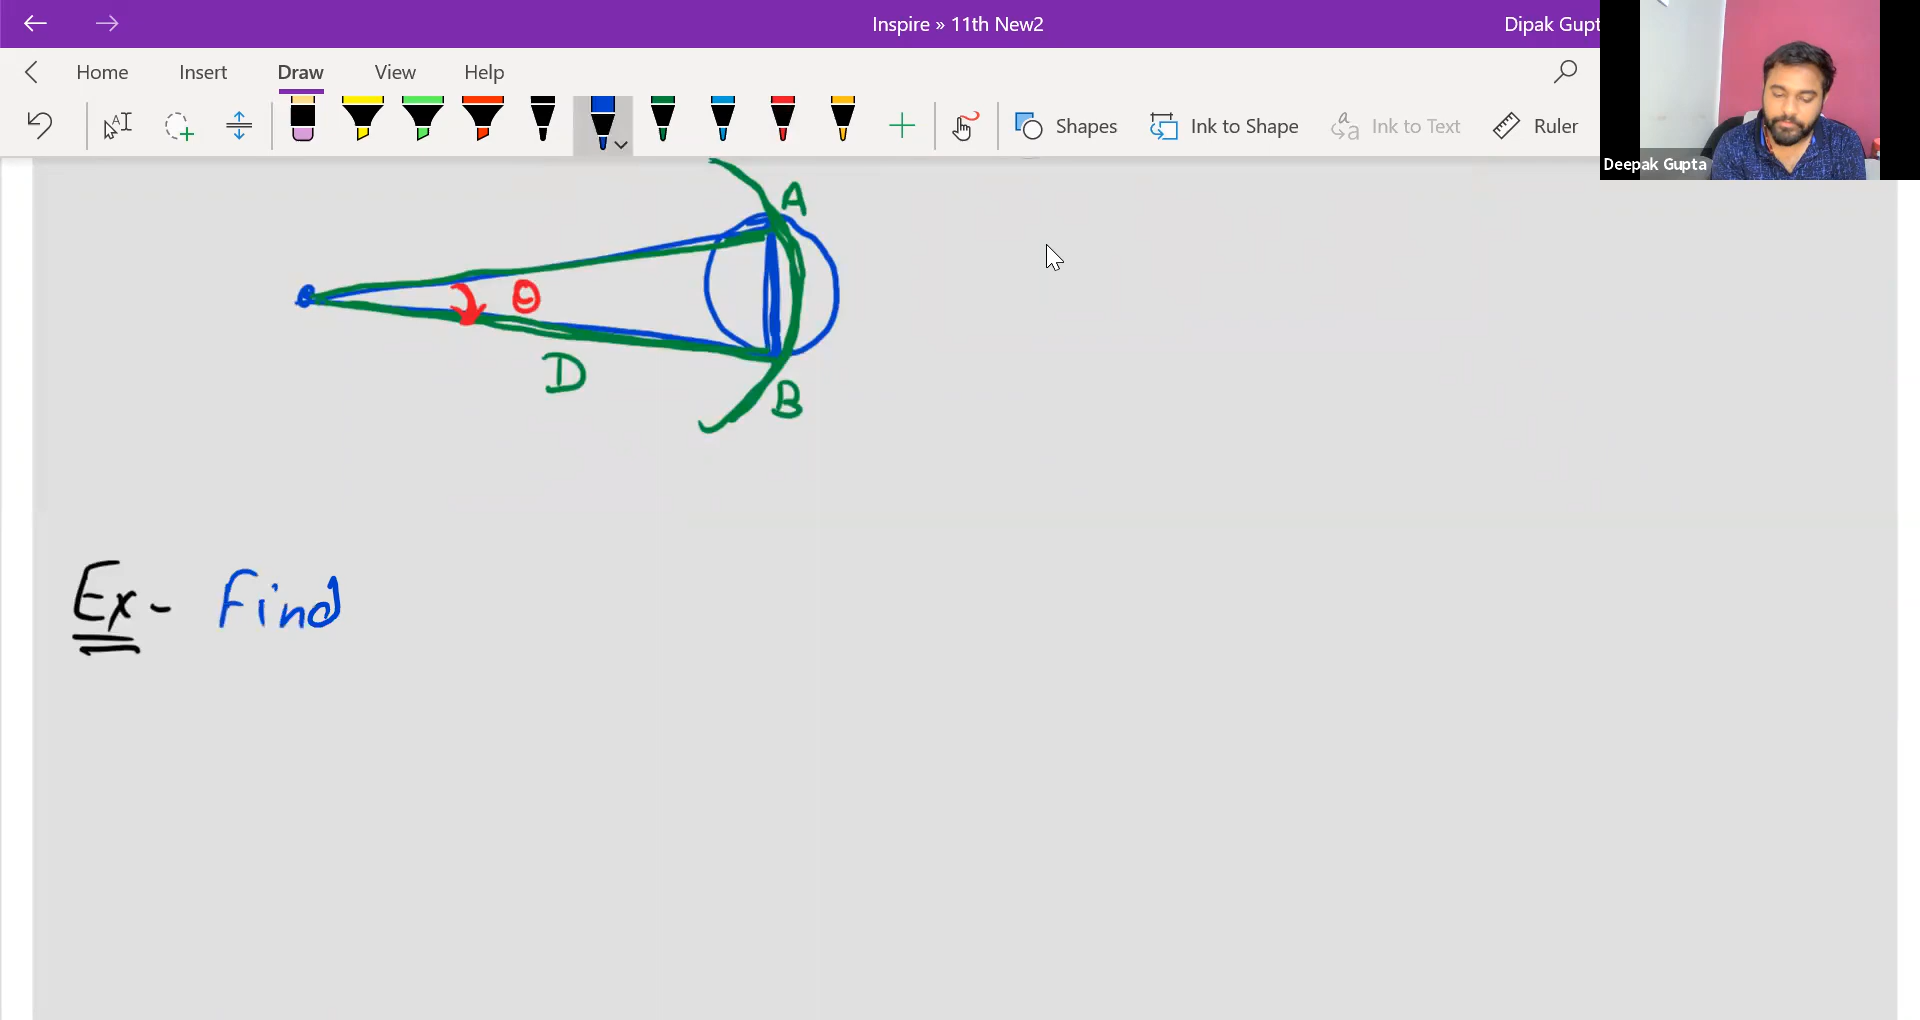 Inspire » 11th New2
Dipak Gupt
Home Insert Draw View Help
Shapes Ink to Shape Ink to Text Ruler
Deepak Gupta
A
Θ
D
B
Ex- Find